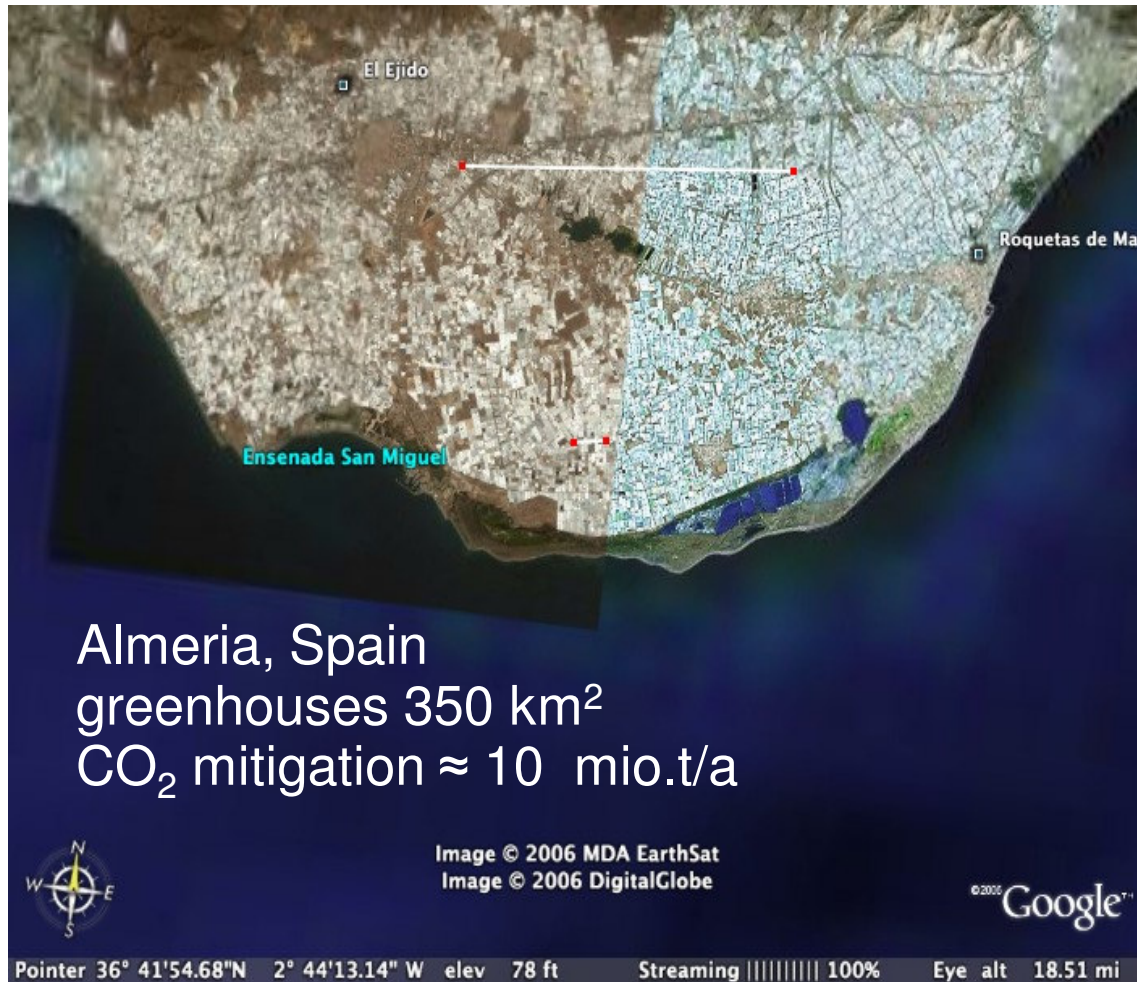 El Ejido
Roquetas de Ma
Ensenada San Miguel
Almeria, Spain
greenhouses 350 km²
CO₂ mitigation ≈ 10 mio.t/a
N
W E
S
Image © 2006 MDA EarthSat
Image © 2006 DigitalGlobe
©2006 Google™
Pointer 36° 41'54.68"N 2° 44'13.14" W elev 78 ft Streaming |||||||||| 100% Eye alt 18.51 mi